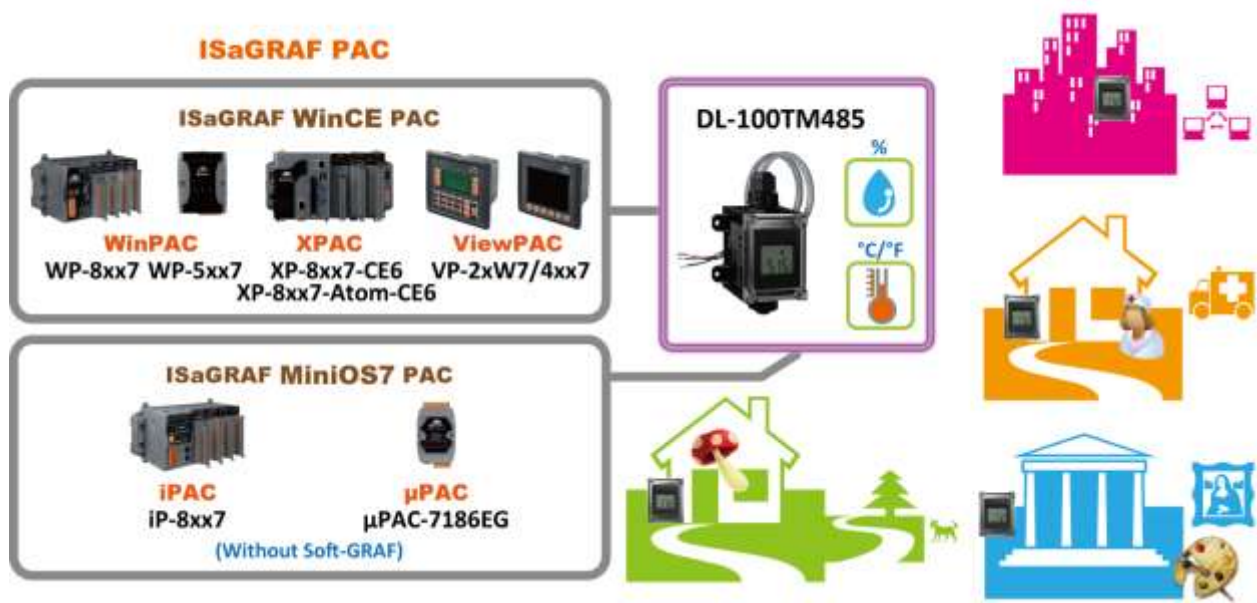 ISaGRAF PAC
ISaGRAF WinCE PAC
WinPAC
XPAC
ViewPAC
WP-8xx7 WP-5xx7
XP-8xx7-CE6
VP-2xW7/4xx7
XP-8xx7-Atom-CE6
ISaGRAF MiniOS7 PAC
iPAC
µPAC
iP-8xx7
µPAC-7186EG
(Without Soft-GRAF)
DL-100TM485
%
°C/°F